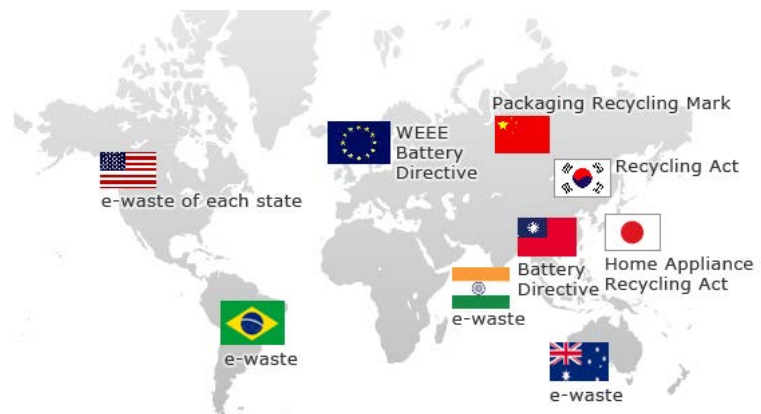 Packaging Recycling Mark
WEEE
Battery
Directive
Recycling Act
e-waste of each state
Battery
Directive
Home Appliance
Recycling Act
e-waste
e-waste
e-waste